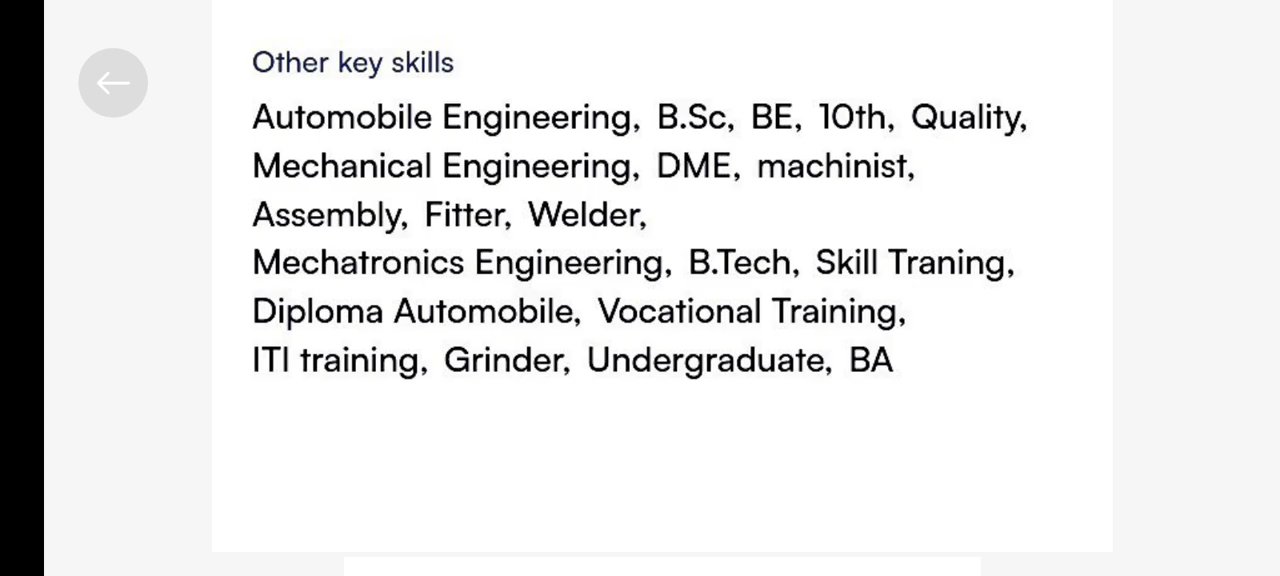 Other key skills
Automobile Engineering, B.Sc, BE, 10th, Quality,
Mechanical Engineering, DME, machinist,
Assembly, Fitter, Welder,
Mechatronics Engineering, B.Tech, Skill Traning,
Diploma Automobile, Vocational Training,
ITI training, Grinder, Undergraduate, BA